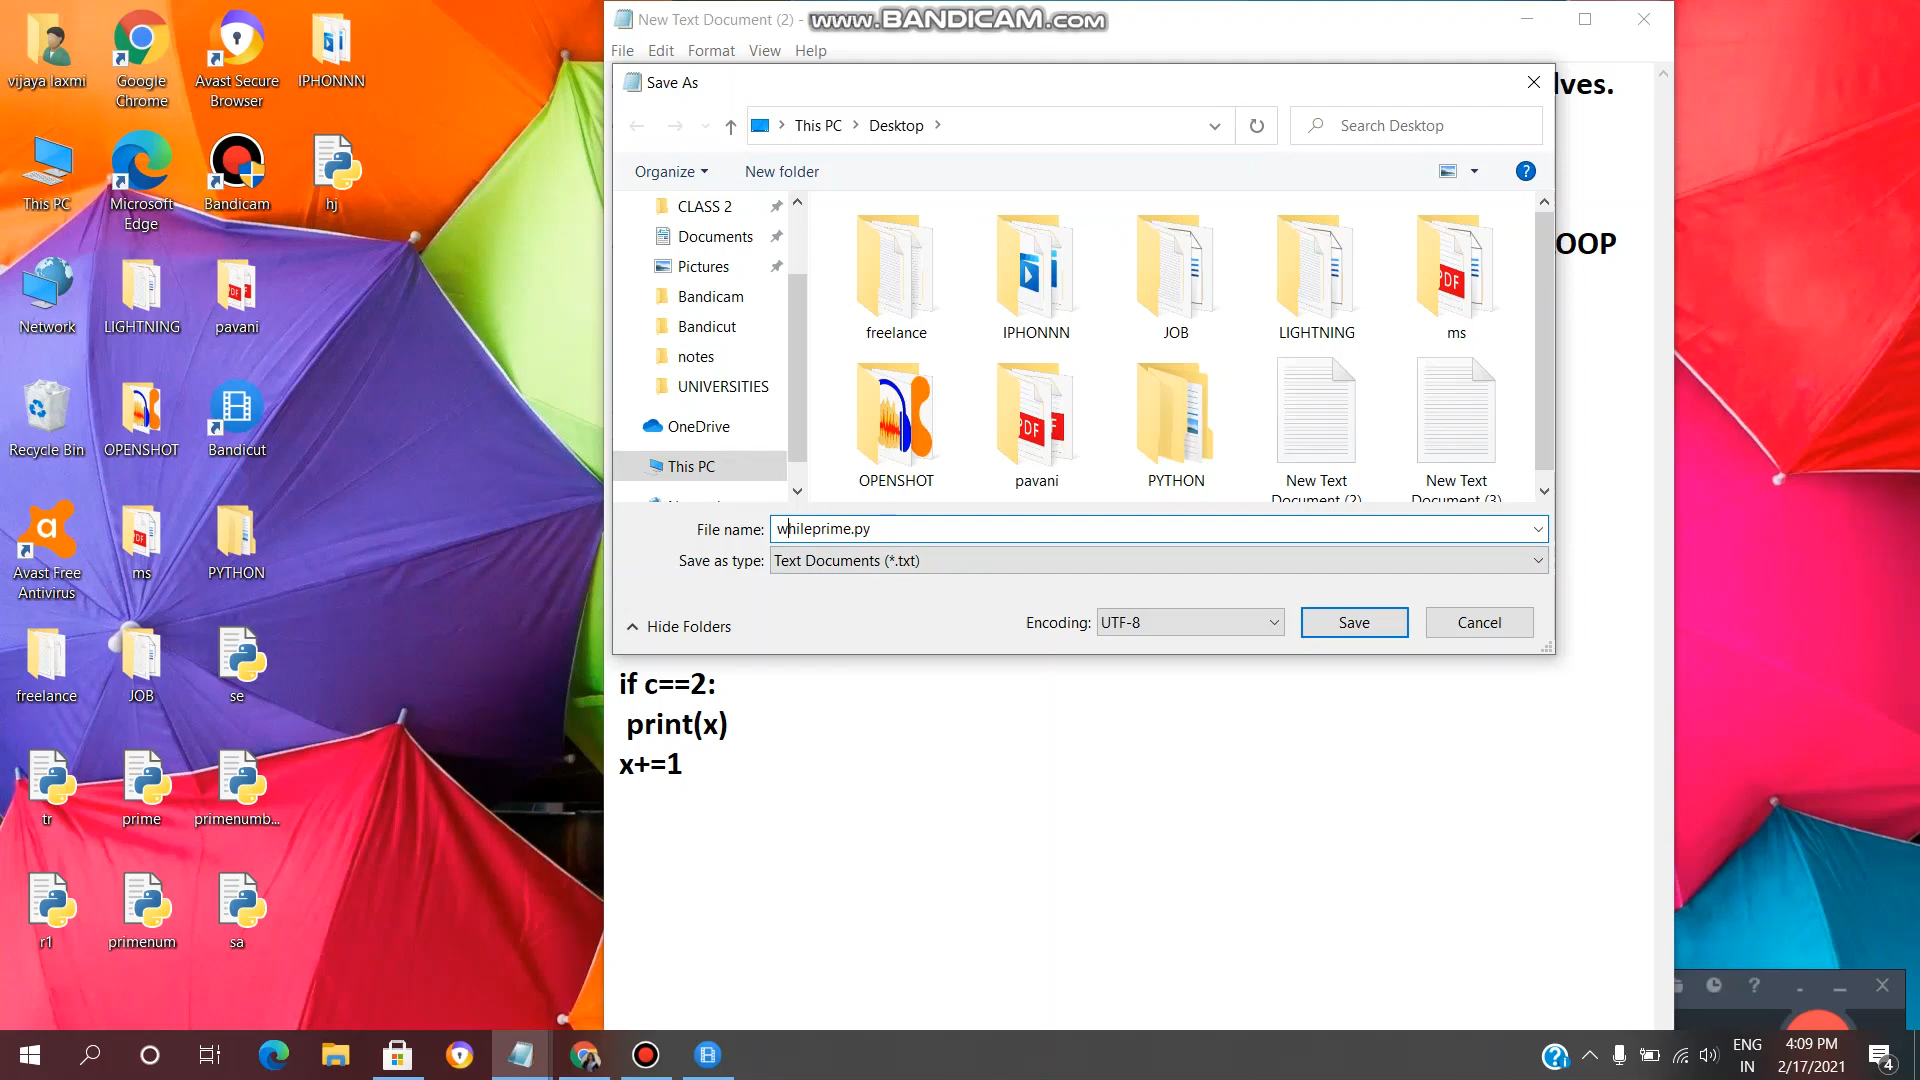 vijaya laxmi
Google
Chrome
Avast Secure
Browser
IPHONNN
This PC
Microsoft
Edge
Bandicam
hj
Network
LIGHTNING
pavani
Recycle Bin
OPENSHOT
Bandicut
Avast Free
Antivirus
ms
PYTHON
freelance
JOB
se
tr
prime
primenumb...
r1
primenum
sa
New Text Document (2) -
www.BANDICAM.com
File Edit Format View Help
lves.
OOP
Save As
This PC > Desktop >
Search Desktop
Organize
New folder
CLASS 2
Documents
Pictures
Bandicam
Bandicut
notes
UNIVERSITIES
OneDrive
This PC
freelance
IPHONNN
JOB
LIGHTNING
ms
OPENSHOT
pavani
PYTHON
New Text
Document (2)
New Text
Document (3)
File name: whileprime.py
Save as type: Text Documents (*.txt)
Hide Folders
Encoding: UTF-8
Save
Cancel
if c==2:
print(x)
x+=1
ENG
IN
4:09 PM
2/17/2021
4